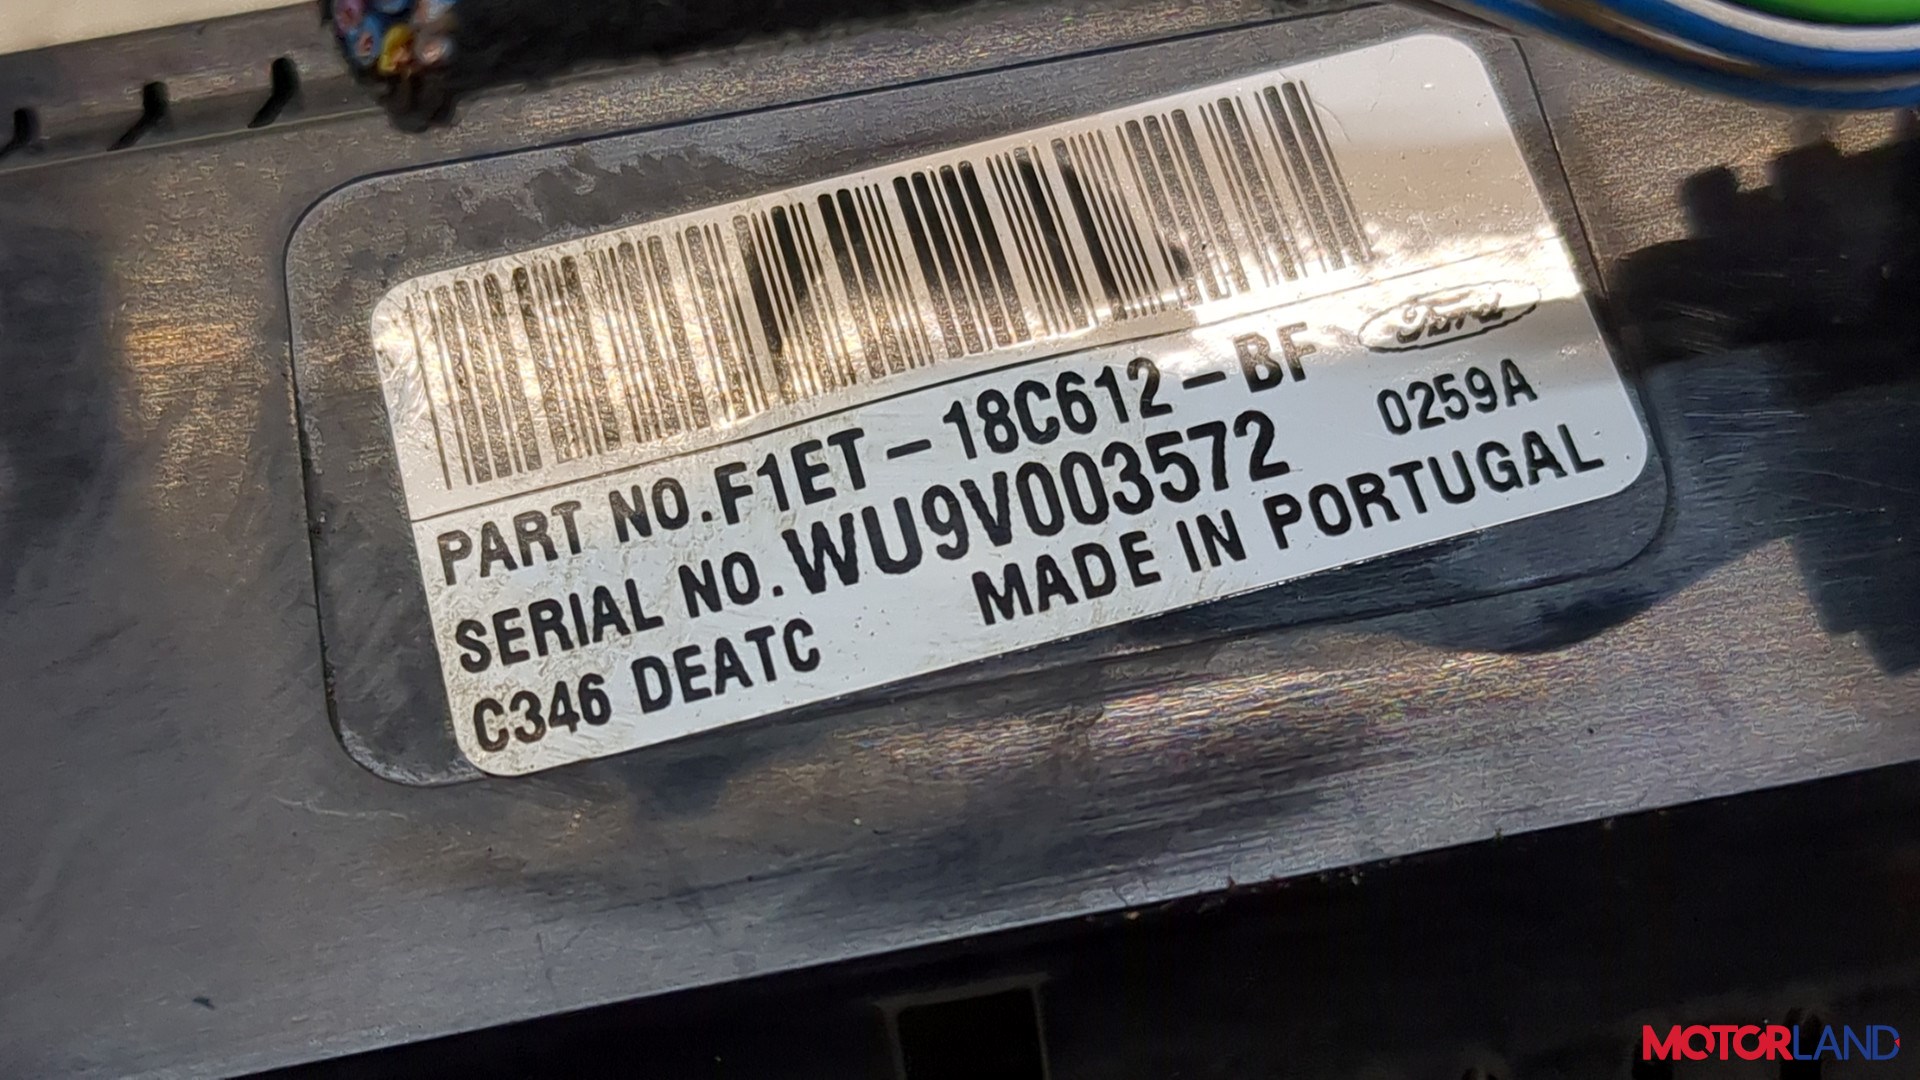 Ford
PART NO. F1ET-18C612-BF
SERIAL NO. WU9V003572 0259A
C346 DEATC MADE IN PORTUGAL
MOTORLAND